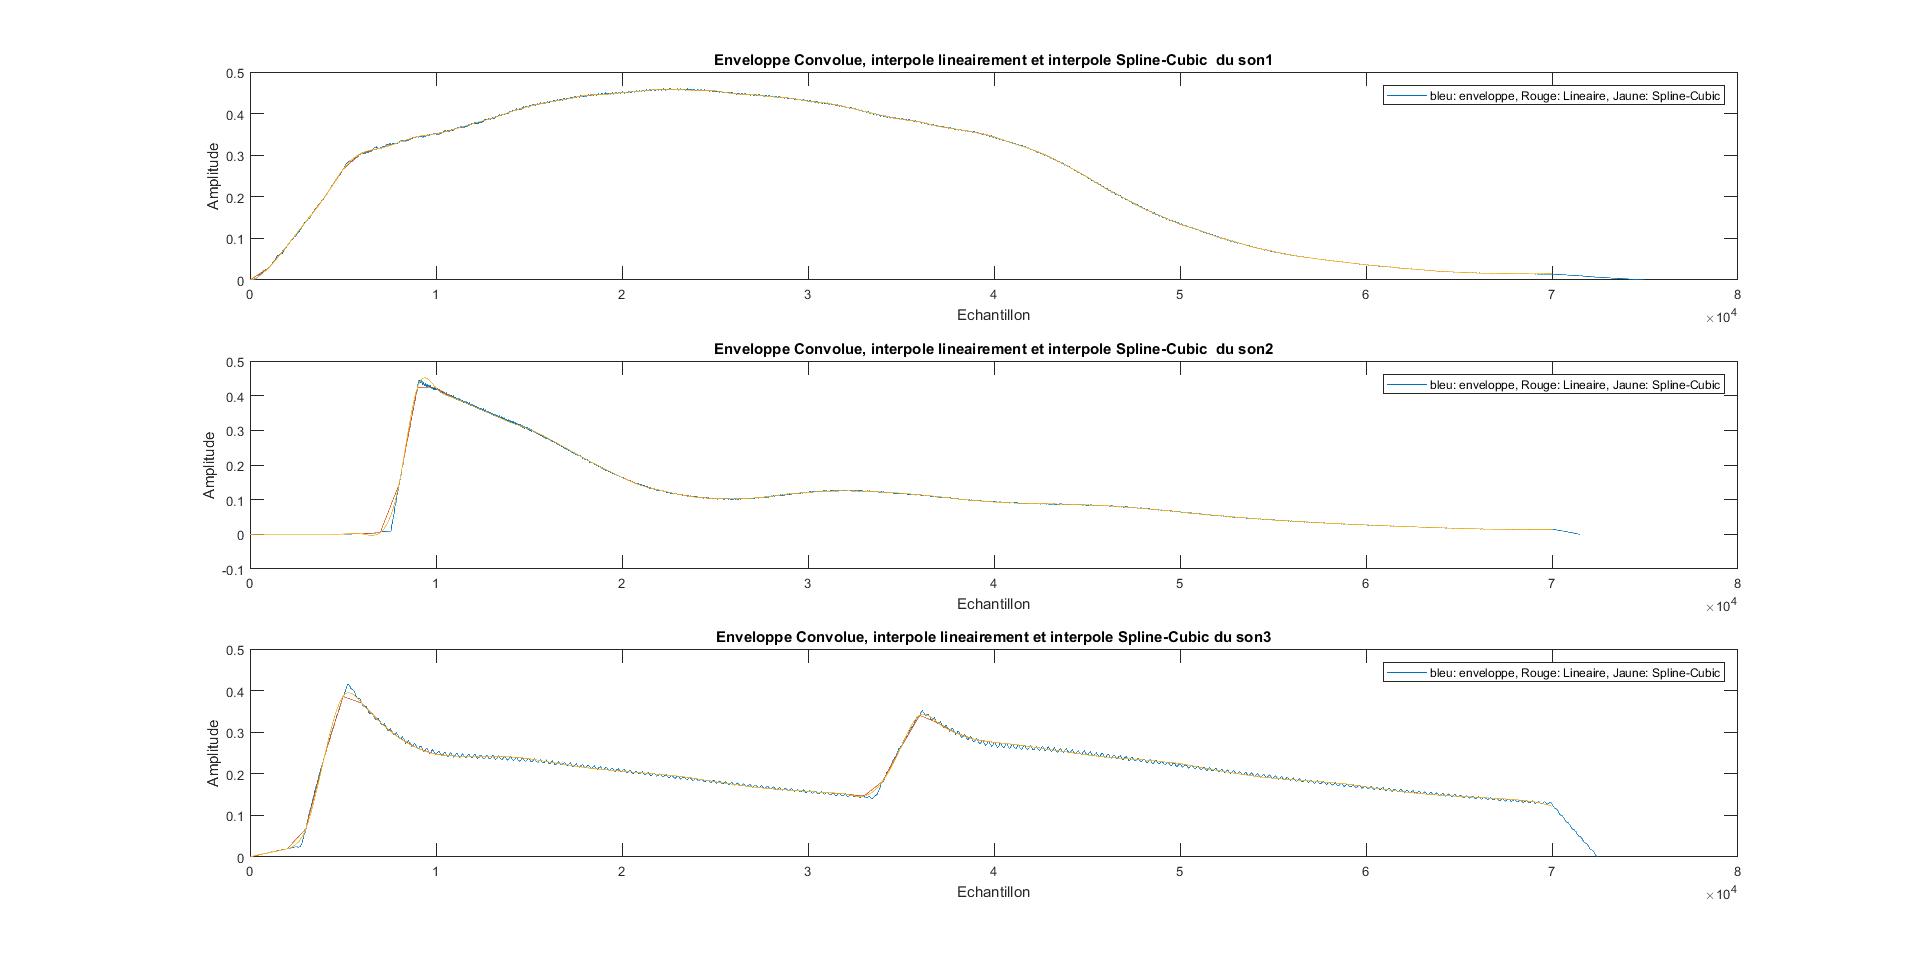 Enveloppe Convolue, interpole lineairement et interpole Spline-Cubic du son1
bleu: enveloppe, Rouge: Lineaire, Jaune: Spline-Cubic
Amplitude
0.5
0.4
0.3
0.2
0.1
0
0 1 2 3 4 5 6 7 8
Echantillon
×10^4
Enveloppe Convolue, interpole lineairement et interpole Spline-Cubic du son2
bleu: enveloppe, Rouge: Lineaire, Jaune: Spline-Cubic
Amplitude
0.5
0.4
0.3
0.2
0.1
0
-0.1
0 1 2 3 4 5 6 7 8
Echantillon
×10^4
Enveloppe Convolue, interpole lineairement et interpole Spline-Cubic du son3
bleu: enveloppe, Rouge: Lineaire, Jaune: Spline-Cubic
Amplitude
0.5
0.4
0.3
0.2
0.1
0
0 1 2 3 4 5 6 7 8
Echantillon
×10^4